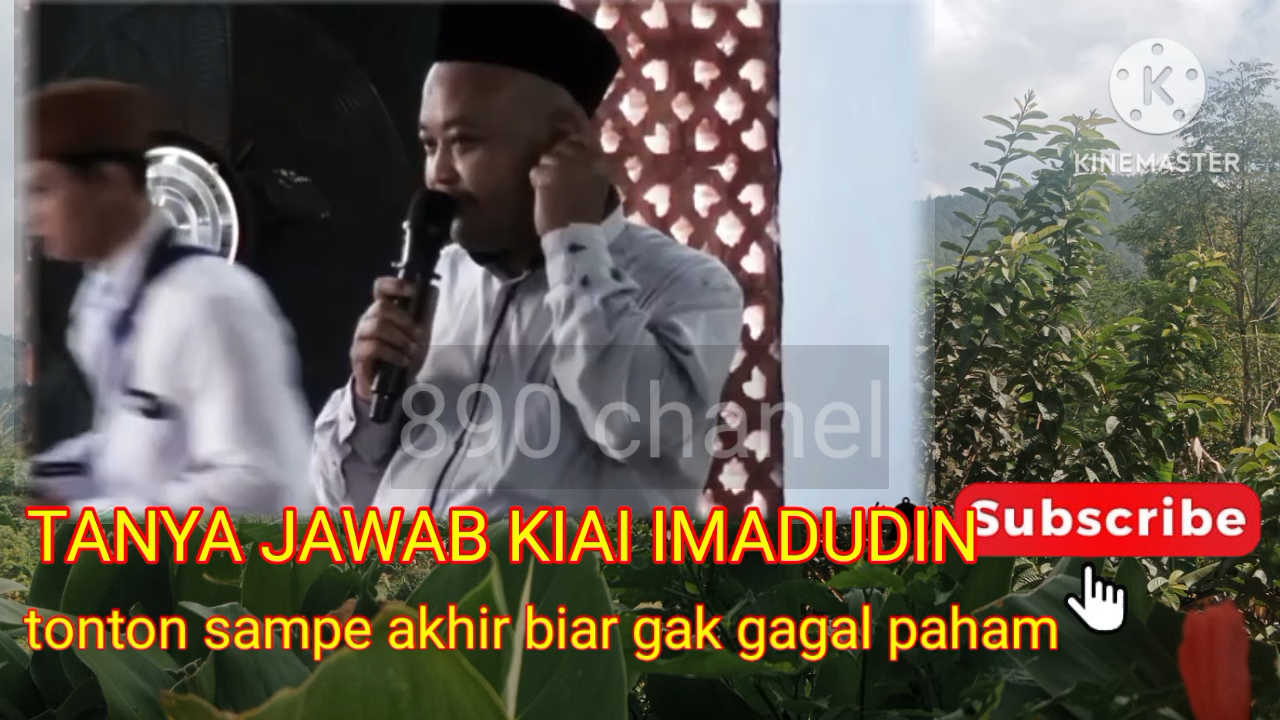 K
KINEMASTER
890 chanel
TANYA JAWAB KIAI IMADUDIN
Subscribe
tonton sampe akhir biar gak gagal paham